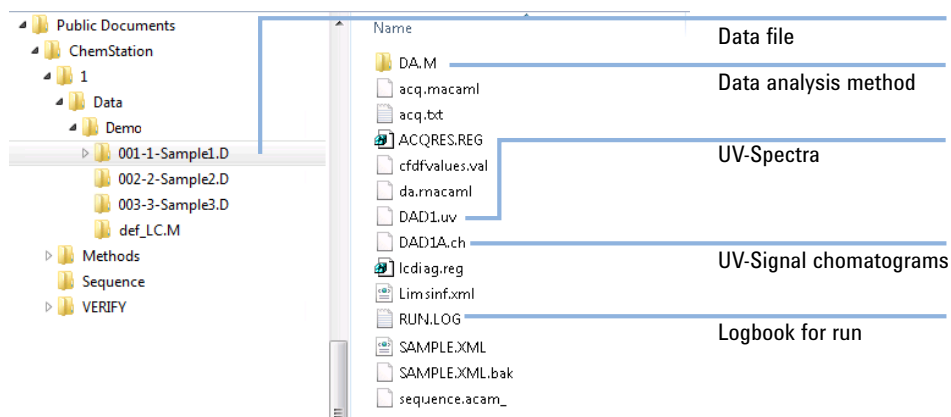 Public Documents
ChemStation
1
Data
Demo
001-1-Sample1.D
002-2-Sample2.D
003-3-Sample3.D
def_LC.M
Methods
Sequence
VERIFY
Name
DA.M
acq.macaml
acq.txt
ACQRES.REG
cfdfvalues.val
da.macaml
DAD1.uv
DAD1A.ch
lcdiag.reg
Limsinf.xml
RUN.LOG
SAMPLE.XML
SAMPLE.XML.bak
sequence.acam_
Data file
Data analysis method
UV-Spectra
UV-Signal chomatograms
Logbook for run